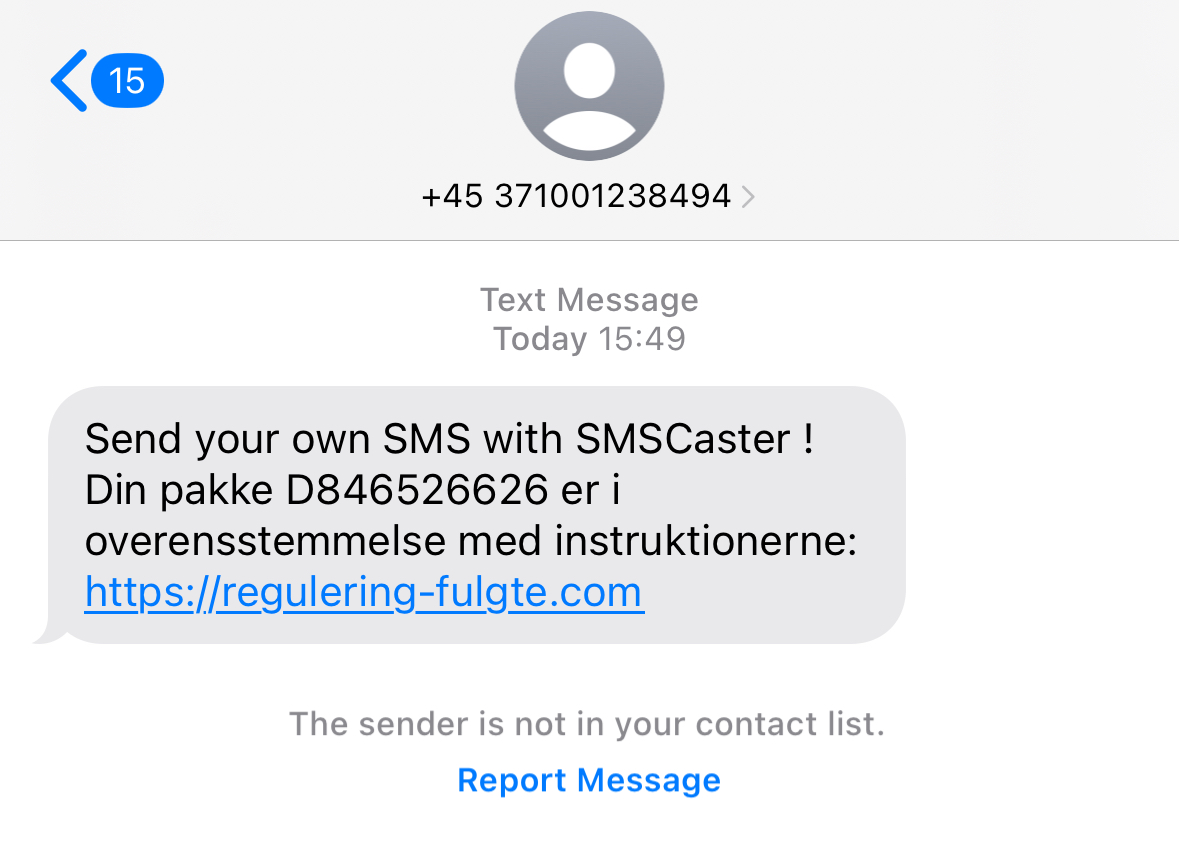 15
+45 371001238494
Text Message
Today 15:49
Send your own SMS with SMSCaster !
Din pakke D846526626 er i
overensstemmelse med instruktionerne:
https://regulering-fulgte.com
The sender is not in your contact list.
Report Message